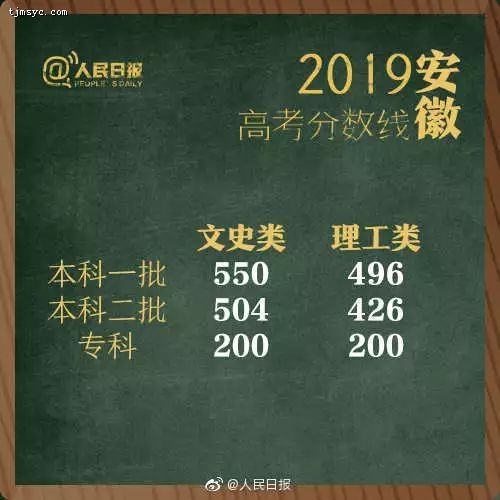 tjmsyc.com
@人民日报
PEOPLE'S DAILY
2019安徽
高考分数线
文史类 理工类
本科一批 550 496
本科二批 504 426
专科 200 200
@人民日报